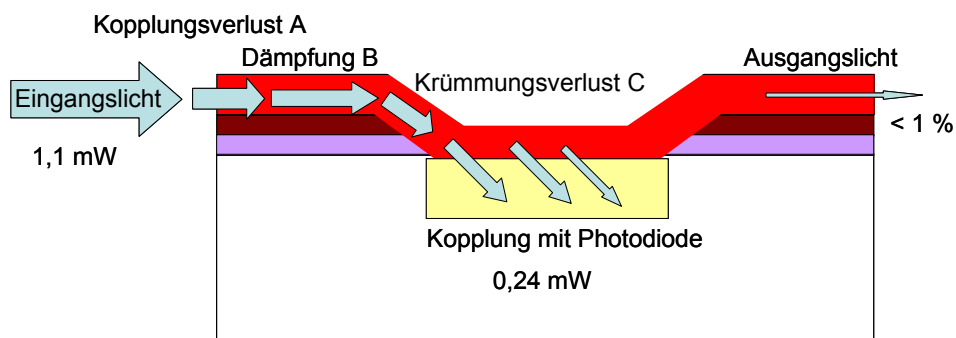 Kopplungsverlust A
Dämpfung B
Ausgangslicht
Krümmungsverlust C
Eingangslicht
< 1 %
1,1 mW
Kopplung mit Photodiode
0,24 mW